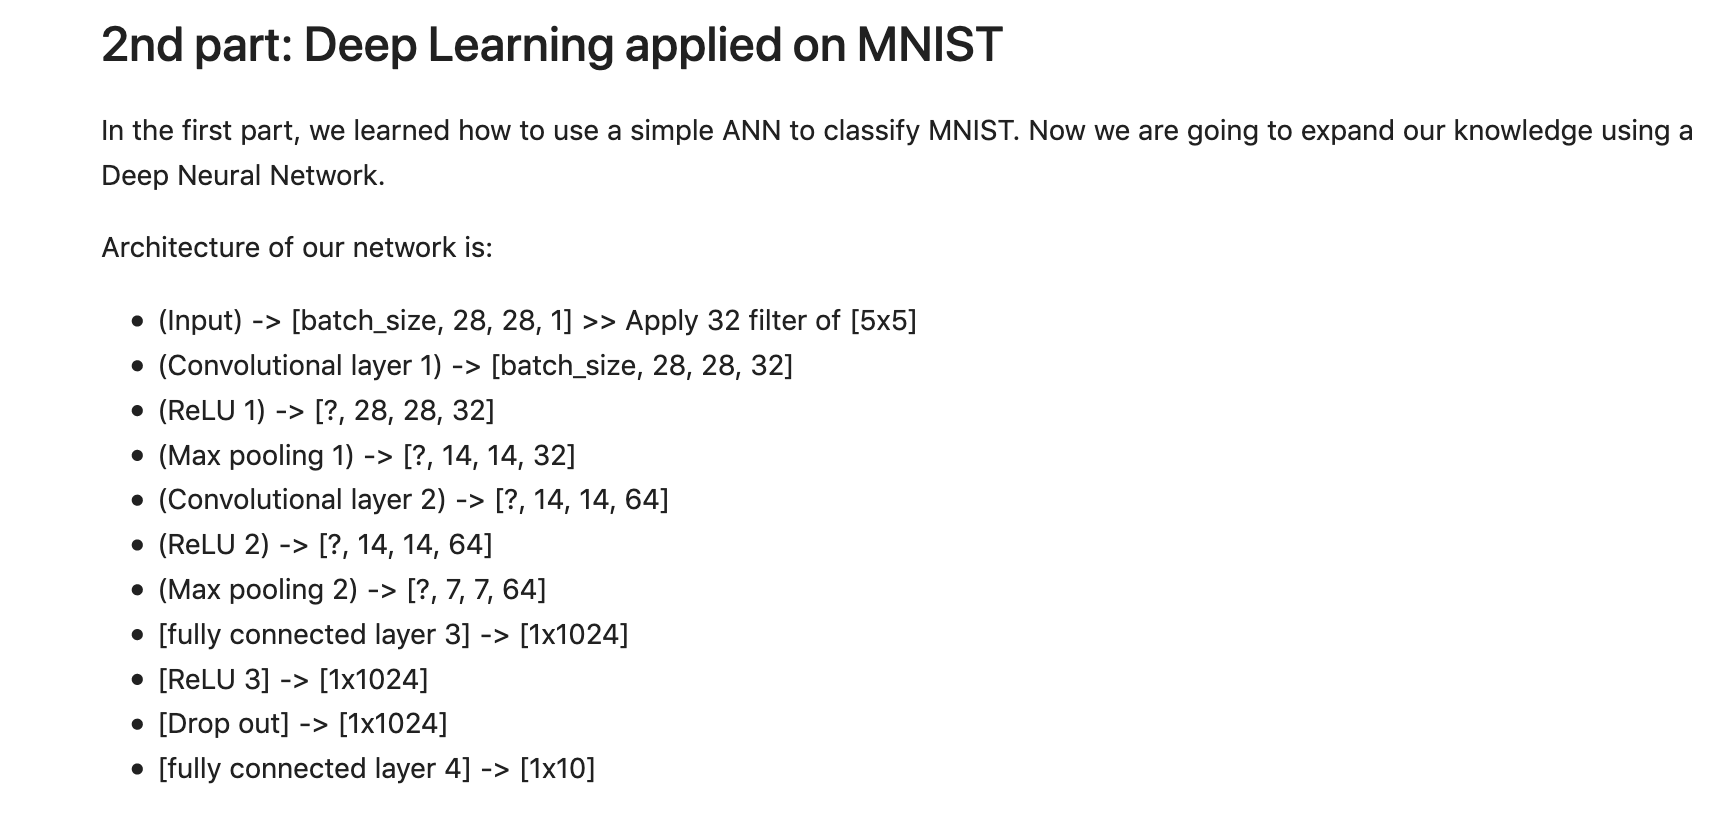 2nd part: Deep Learning applied on MNIST
In the first part, we learned how to use a simple ANN to classify MNIST. Now we are going to expand our knowledge using a
Deep Neural Network.
Architecture of our network is:
• (Input) -> [batch_size, 28, 28, 1] >> Apply 32 filter of [5x5]
• (Convolutional layer 1) -> [batch_size, 28, 28, 32]
• (ReLU 1) -> [?, 28, 28, 32]
• (Max pooling 1) -> [?, 14, 14, 32]
• (Convolutional layer 2) -> [?, 14, 14, 64]
• (ReLU 2) -> [?, 14, 14, 64]
• (Max pooling 2) -> [?, 7, 7, 64]
• [fully connected layer 3] -> [1x1024]
• [ReLU 3] -> [1x1024]
• [Drop out] -> [1x1024]
• [fully connected layer 4] -> [1x10]